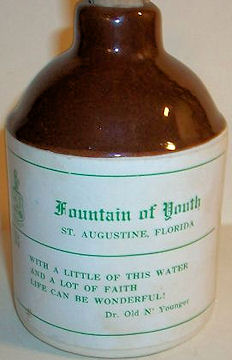 Fountain of Youth
ST. AUGUSTINE, FLORIDA
WITH A LITTLE OF THIS WATER
AND A LOT OF FAITH
LIFE CAN BE WONDERFUL!
Dr. Old N' Younger